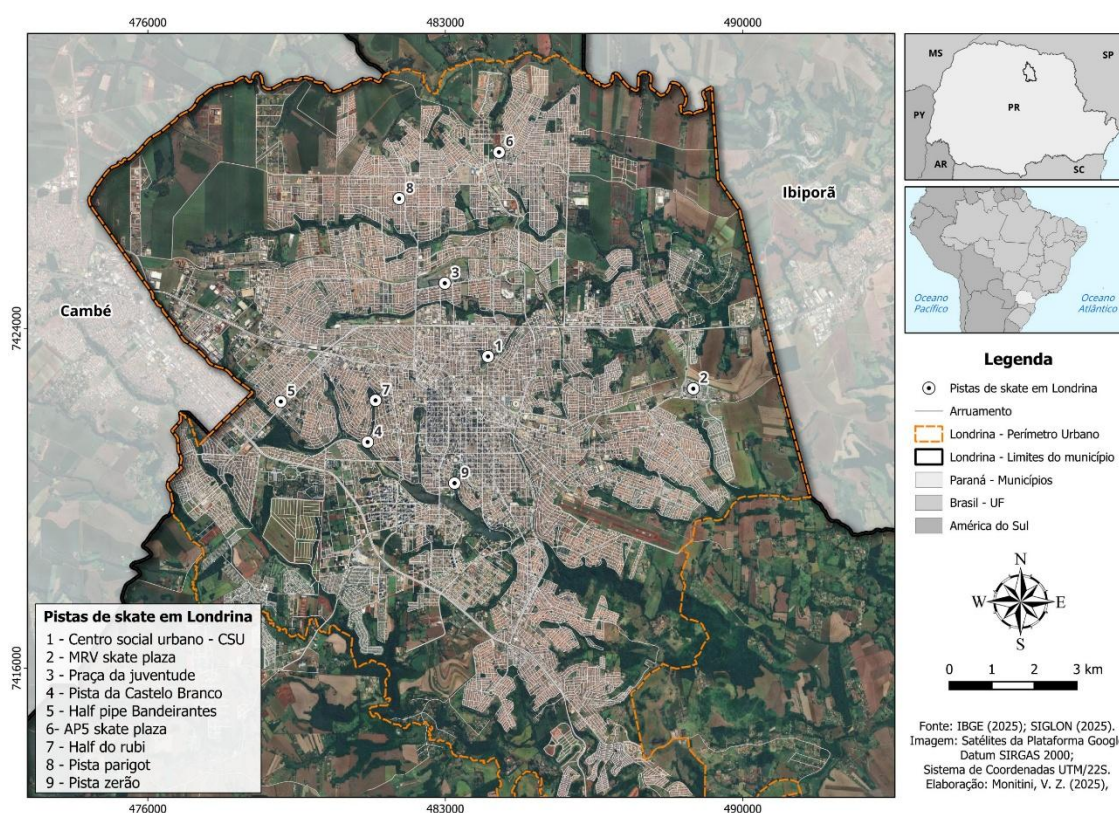 476000
483000
490000
7424000
7416000
Cambé
Ibiporã
6
8
3
1
2
5
7
4
9
Pistas de skate em Londrina
1 - Centro social urbano - CSU
2 - MRV skate plaza
3 - Praça da juventude
4 - Pista da Castelo Branco
5 - Half pipe Bandeirantes
6- AP5 skate plaza
7 - Half do rubi
8 - Pista parigot
9 - Pista zerão
476000
483000
490000
MS
SP
PR
PY
AR
SC
Oceano
Pacífico
Oceano
Atlântico
Legenda
Pistas de skate em Londrina
Arruamento
Londrina - Perímetro Urbano
Londrina - Limites do município
Paraná - Municípios
Brasil - UF
América do Sul
N
W
E
S
0 1 2 3 km
Fonte: IBGE (2025); SIGLON (2025).
Imagem: Satélites da Plataforma Googl
Datum SIRGAS 2000;
Sistema de Coordenadas UTM/22S.
Elaboração: Monitini, V. Z. (2025),